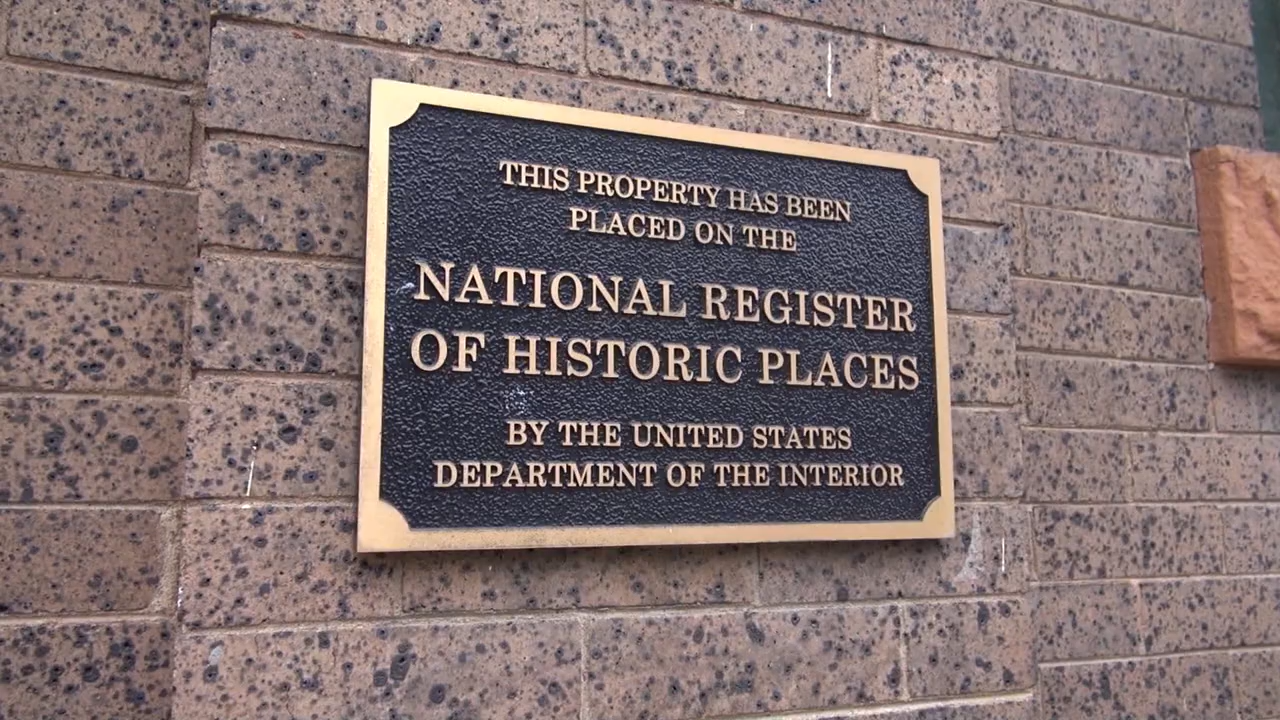 THIS PROPERTY HAS BEEN
PLACED ON THE
NATIONAL REGISTER
OF HISTORIC PLACES
BY THE UNITED STATES
DEPARTMENT OF THE INTERIOR